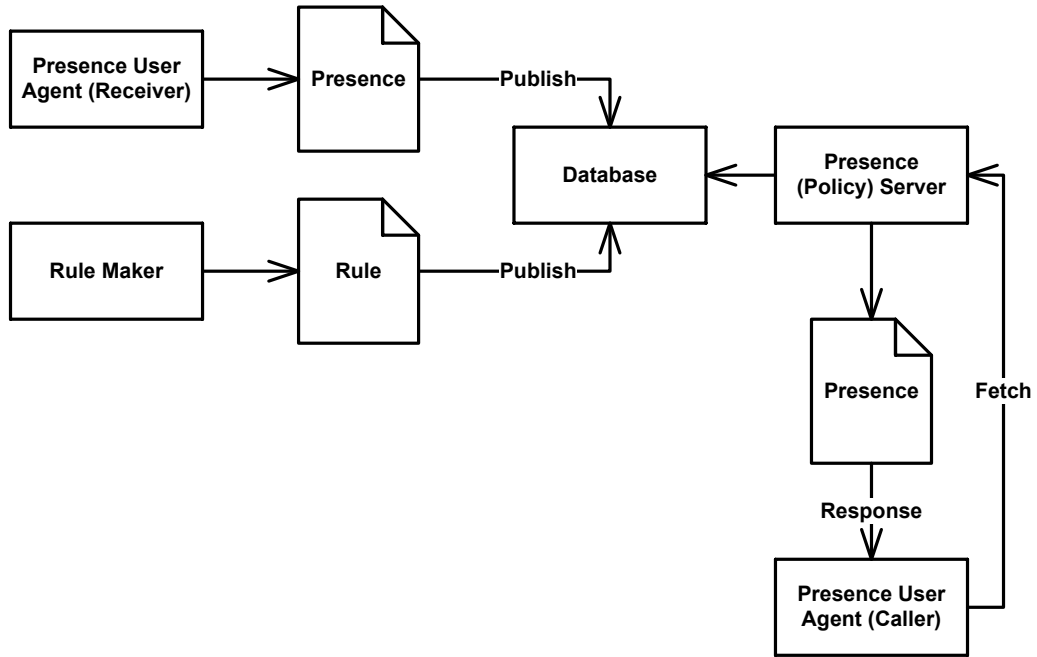 Presence User
Agent (Receiver)
Presence
Publish
Database
Presence
(Policy) Server
Rule Maker
Rule
Publish
Presence
Fetch
Response
Presence User
Agent (Caller)